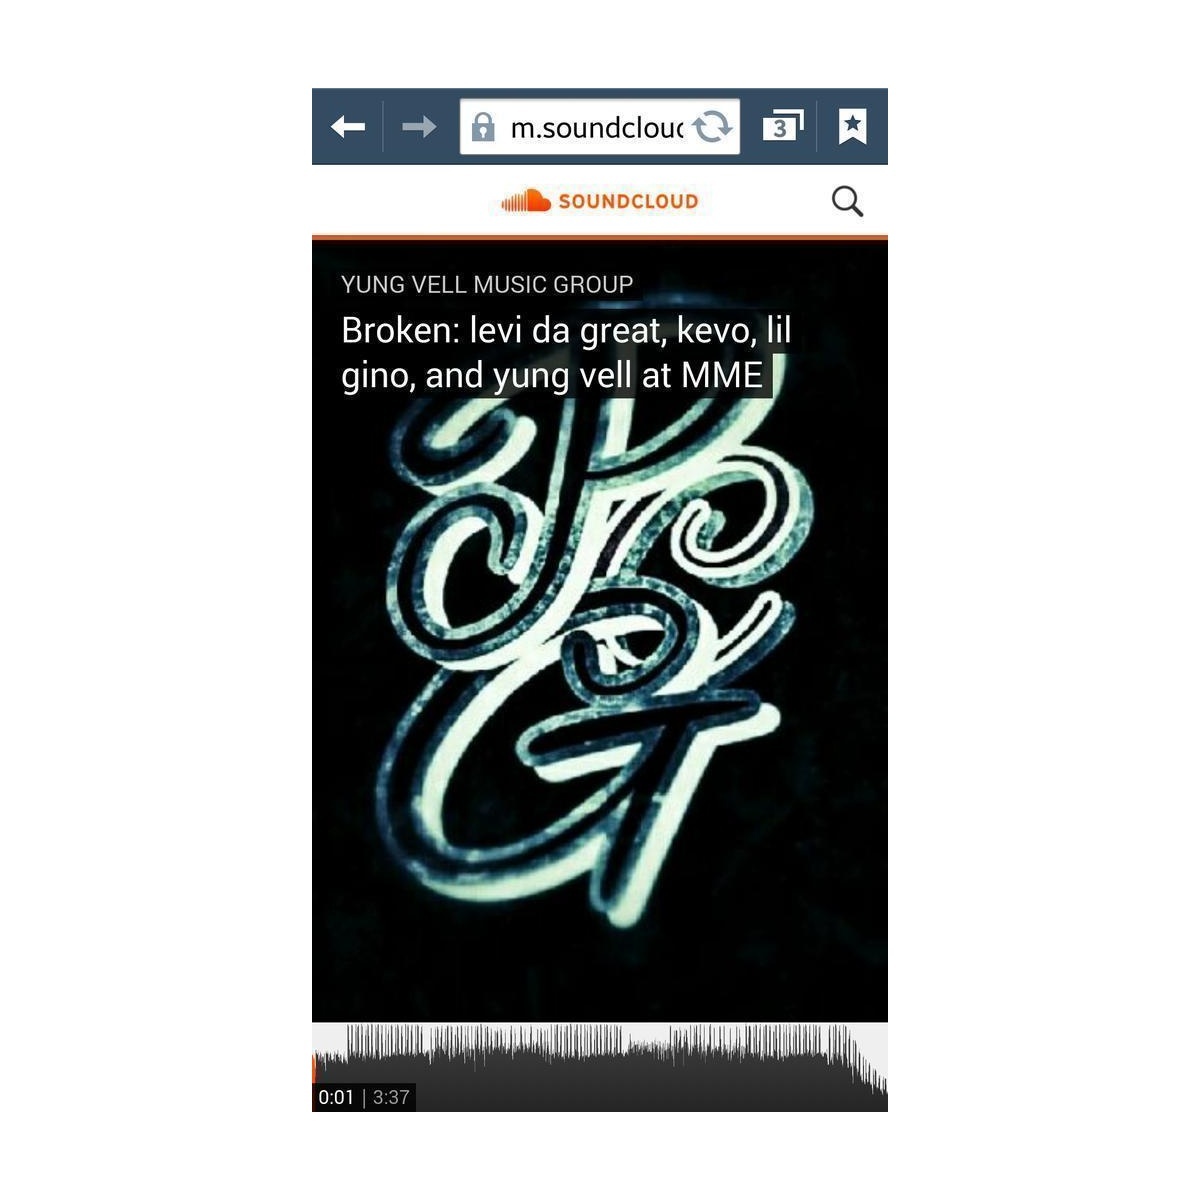 m.soundclou
3
SOUNDCLOUD
YUNG VELL MUSIC GROUP
Broken: levi da great, kevo, lil
gino, and yung vell at MME
0:01 | 3:37